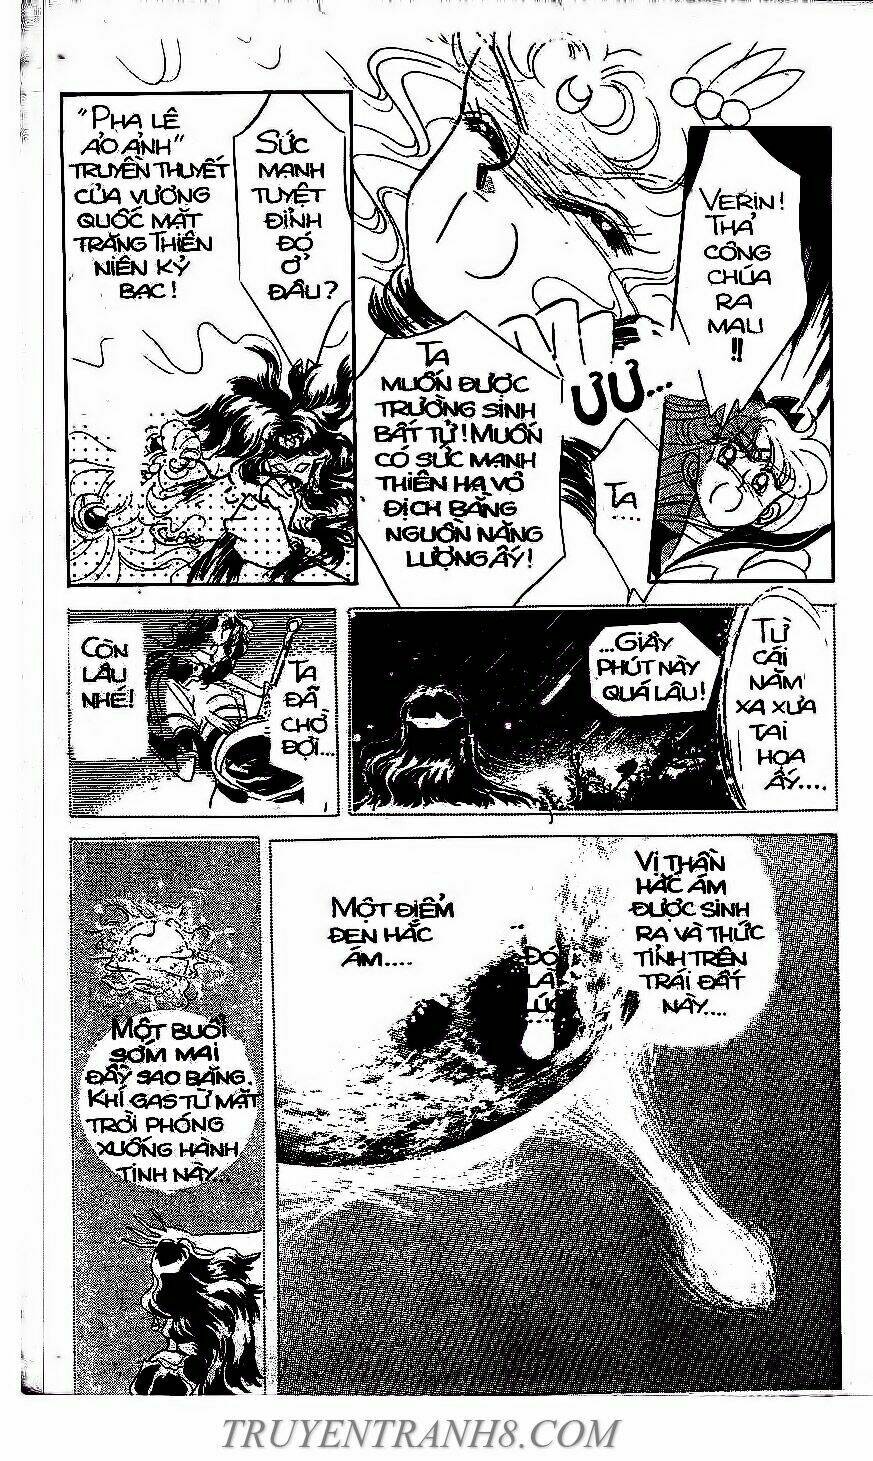 "PHA LÊ
ẢO ẢNH"
TRUYỀN THUYẾT
CỦA VƯƠNG
QUỐC MẶT
TRĂNG THIÊN
NIÊN KỶ
BẠC!
SỨC
MẠNH
TUYỆT
ĐỈNH
ĐÓ
Ở
ĐÂU?
VERIN!
THẢ
CÔNG
CHÚA
RA
MAU
!!
TA
MUỐN ĐƯỢC
TRƯỜNG SINH
BẤT TỬ! MUỐN
CÓ SỨC MẠNH
THIÊN HẠ VÔ
ĐỊCH BẰNG
NGUỒN NĂNG
LƯỢNG ẤY!
ƯƯ...
TA
....
CÒN
LÂU
NHÉ!
TA
ĐÃ
CHỜ
ĐỢI...
...GIÂY
PHÚT NÀY
QUÁ LÂU!
TỪ
CÁI
NĂM
XA XƯA
TAI
HỌA
ẤY....
MỘT BUỔI
SỚM MAI
ĐẦY SAO BĂNG.
KHÍ GAS TỪ MẶT
TRỜI PHÓNG
XUỐNG HÀNH
TINH NÀY...
MỘT ĐIỂM
ĐEN HẮC
ÁM....
ĐÓ
LÀ
LÚC
....
VỊ THẦN
HẮC ÁM
ĐƯỢC SINH
RA VÀ THỨC
TỈNH TRÊN
TRÁI ĐẤT
NÀY....
TRUYENTRANH8.COM